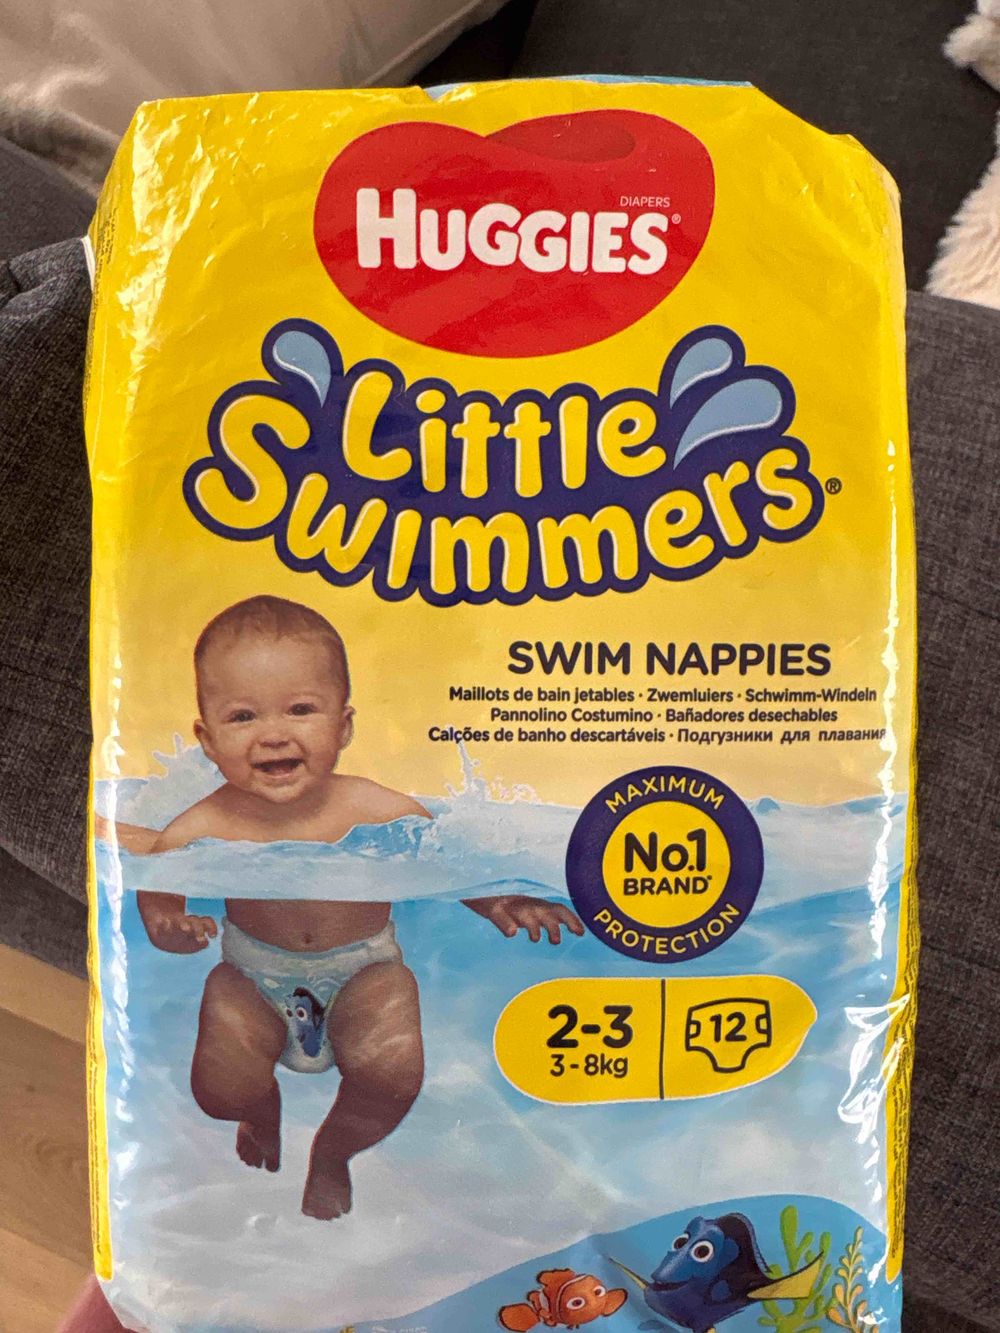 DIAPERS
HUGGIES®
Little
Swimmers®
SWIM NAPPIES
Maillots de bain jetables · Zwemluiers · Schwimm-Windeln
Pannolino Costumino · Bañadores desechables
Calções de banho descartáveis · Подгузники для плавания
MAXIMUM
No.1
BRAND*
PROTECTION
2-3
3-8kg
12